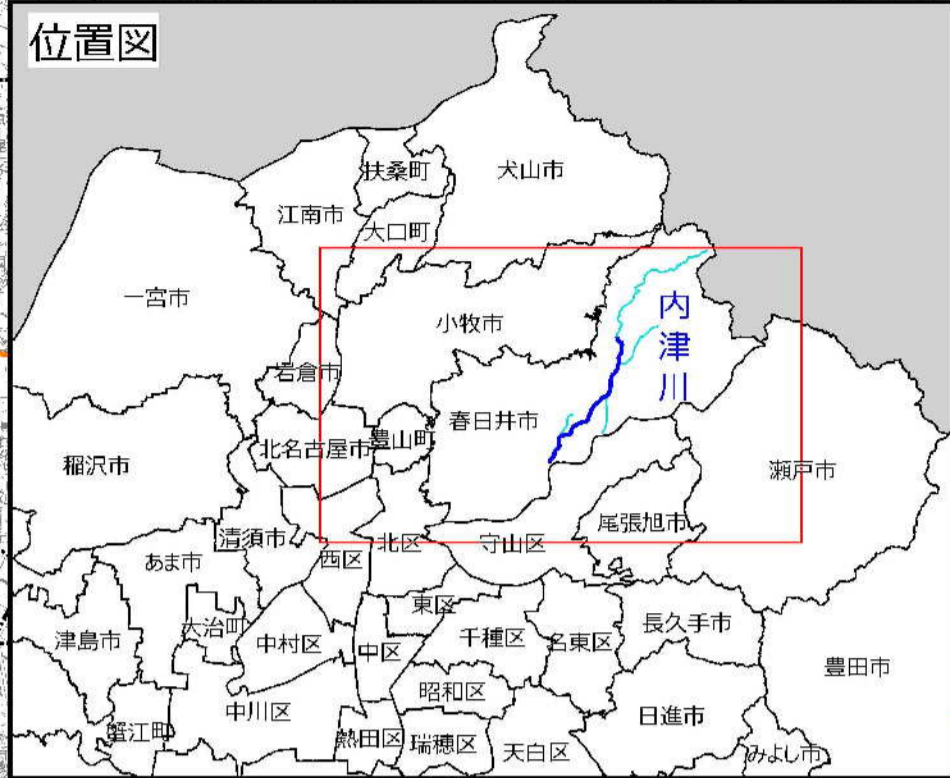 位置図
扶桑町
犬山市
江南市
大口町
一宮市
内津川
小牧市
岩倉市
春日井市
豊山町
北名古屋市
稲沢市
瀬戸市
尾張旭市
清須市
北区
守山区
西区
あま市
東区
大治町
長久手市
千種区
津島市
中村区
中区
名東区
豊田市
昭和区
中川区
日進市
蟹江町
熱田区
瑞穂区
天白区
みよし市